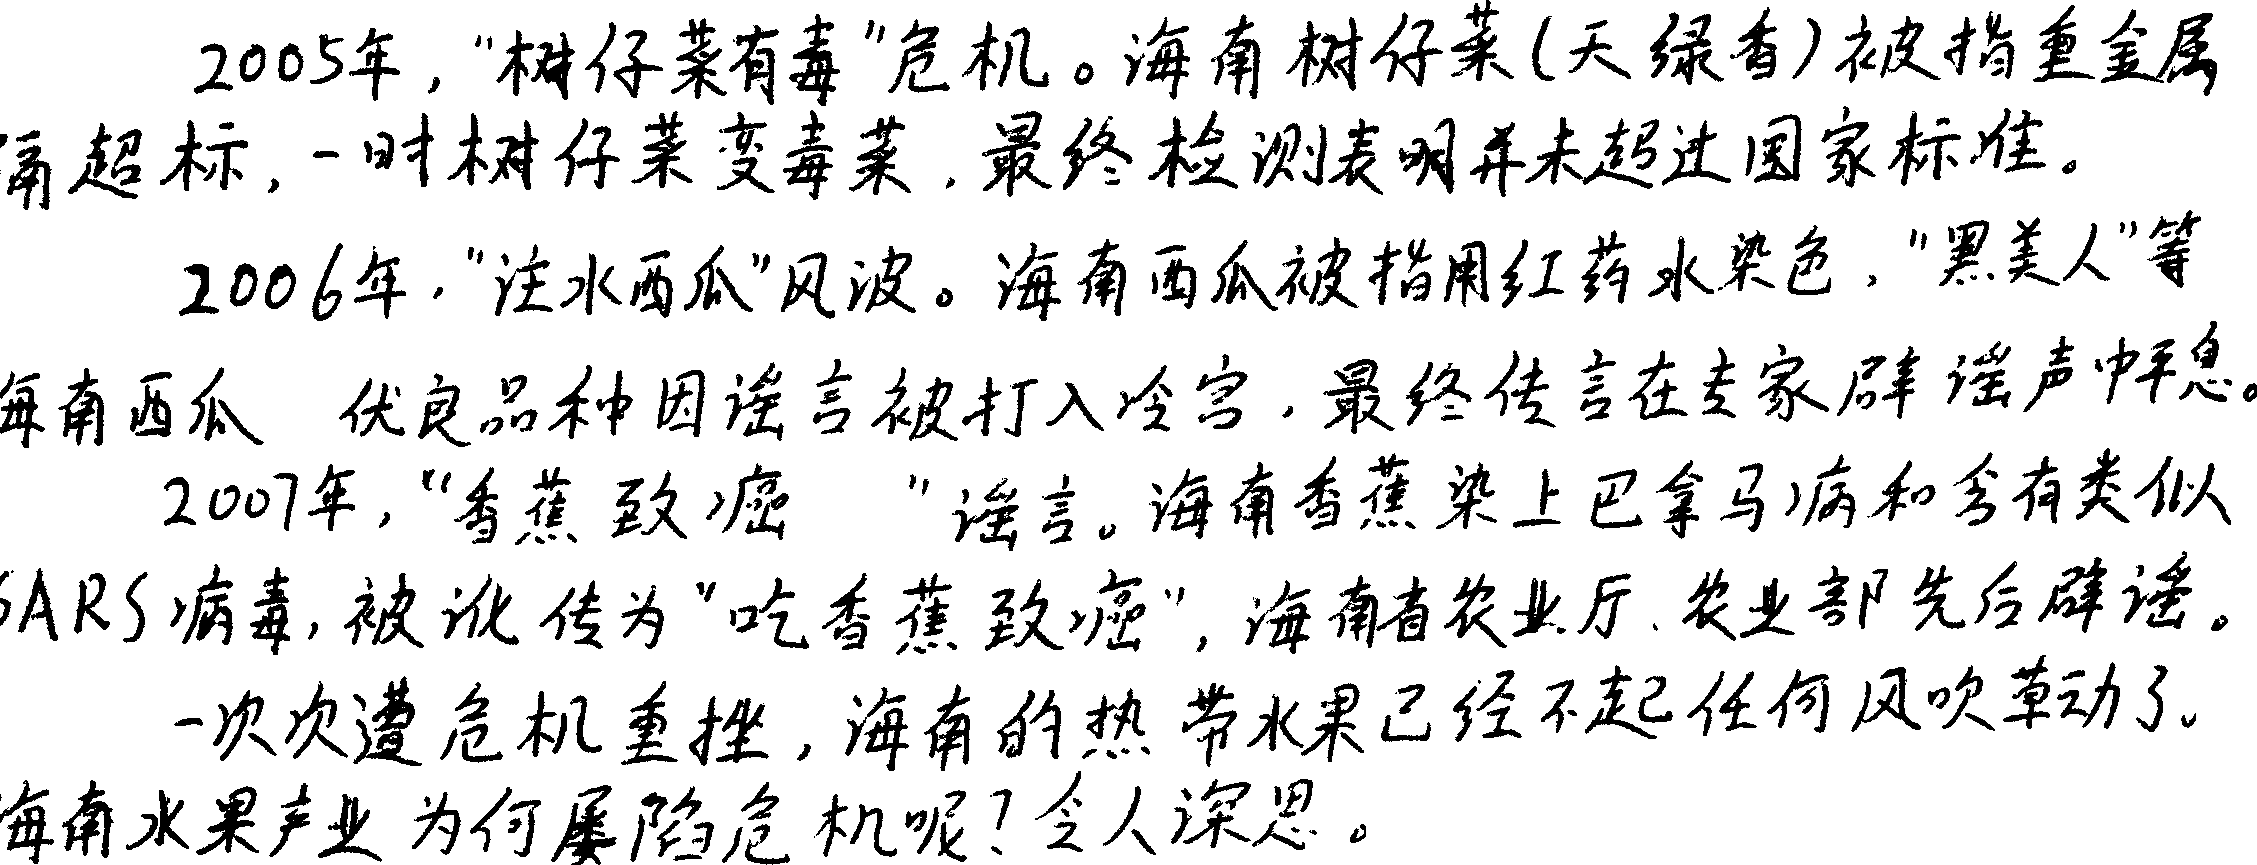 2005年，"树仔菜有毒"危机。海南树仔菜(天绿香)被指重金属
镉超标，一时树仔菜变毒菜，最终检测表明并未超过国家标准。
2006年，"注水西瓜"风波。海南西瓜被指用红药水染色，"黑美人"等
海南西瓜 优良品种因谣言被打入冷宫，最终传言在专家辟谣声中平息。
2007年，"香蕉致癌 "谣言。海南香蕉染上巴拿马病和含有类似
SARS病毒，被讹传为"吃香蕉致癌"，海南省农业厅、农业部先后辟谣。
一次次遭危机重挫，海南的热带水果已经不起任何风吹草动了。
海南水果产业为何屡陷危机呢？令人深思。